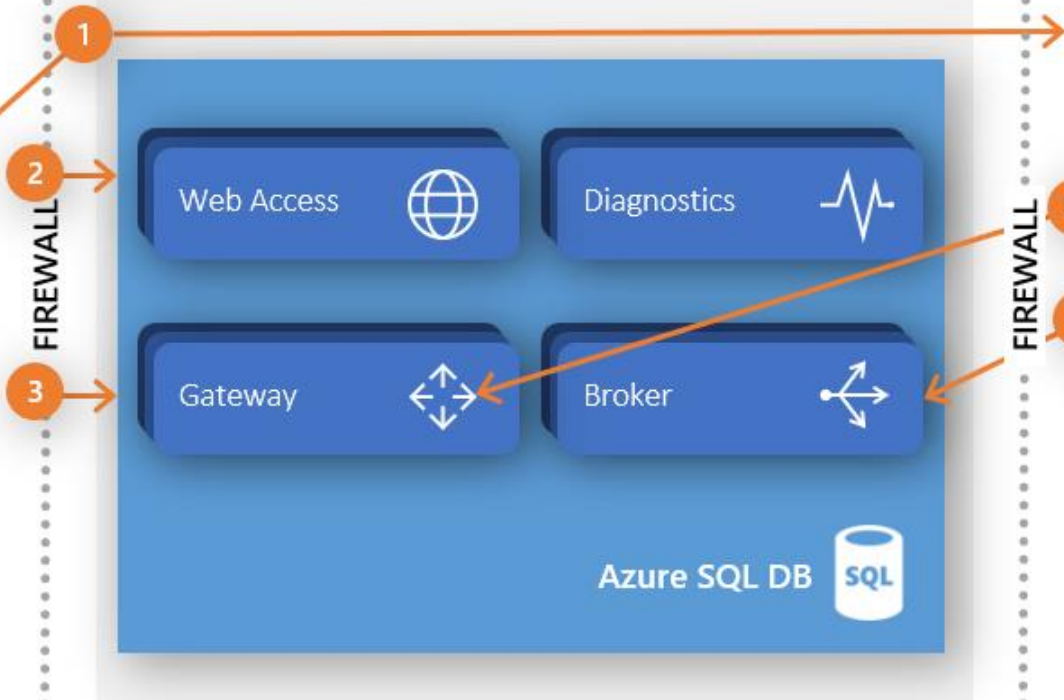 1
2
Web Access
Diagnostics
FIREWALL
FIREWALL
3
Gateway
Broker
Azure SQL DB
SQL